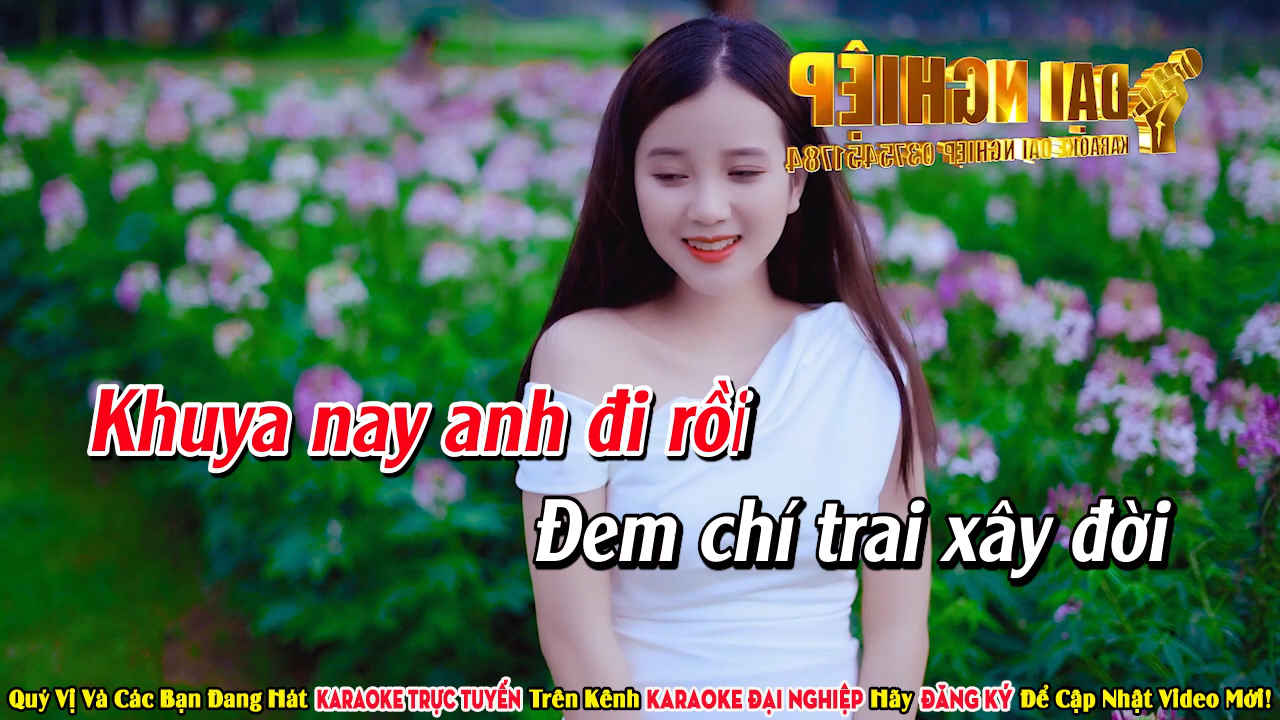 ĐẠI NGHIỆP
KARAOKE ĐẠI NGHIỆP 0375451784
Khuya nay anh đi rồi
Đem chí trai xây đời
Quý Vị Và Các Bạn Đang Hát KARAOKE TRỰC TUYẾN Trên Kênh KARAOKE ĐẠI NGHIỆP Hãy ĐĂNG KÝ Để Cập Nhật Video Mới!